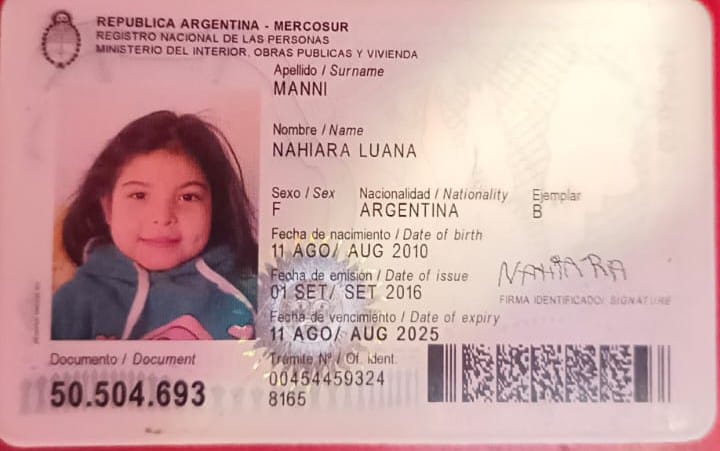 REPUBLICA ARGENTINA - MERCOSUR
REGISTRO NACIONAL DE LAS PERSONAS
MINISTERIO DEL INTERIOR, OBRAS PUBLICAS Y VIVIENDA
Apellido / Surname
MANNI
Nombre / Name
NAHIARA LUANA
Sexo / Sex Nacionalidad / Nationality Ejemplar
F ARGENTINA B
Fecha de nacimiento / Date of birth
11 AGO/ AUG 2010
Fecha de emisión / Date of issue
01 SET/ SET 2016
NAHIARA
FIRMA IDENTIFICADO/ SIGNATURE
Fecha de vencimiento / Date of expiry
11 AGO/ AUG 2025
Documento / Document
50.504.693
Trámite Nº / Of. Ident.
00454459324
8165